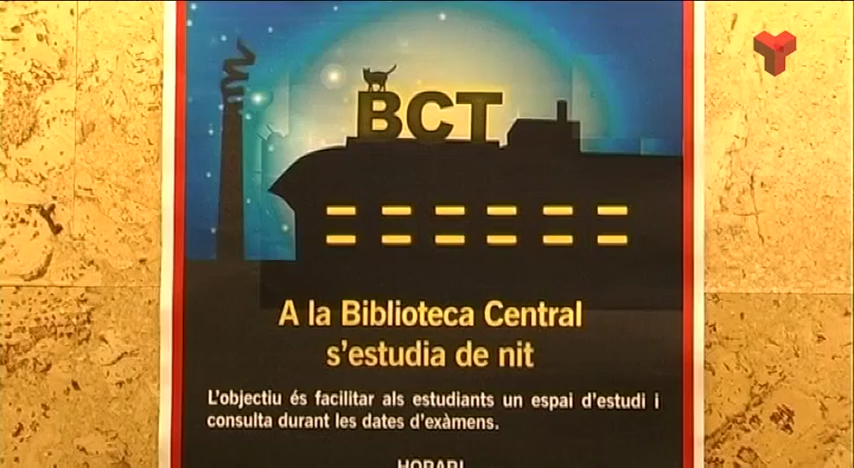 BCT
A la Biblioteca Central
s'estudia de nit
L'objectiu és facilitar als estudiants un espai d'estudi i
consulta durant les dates d'exàmens.
HORARI